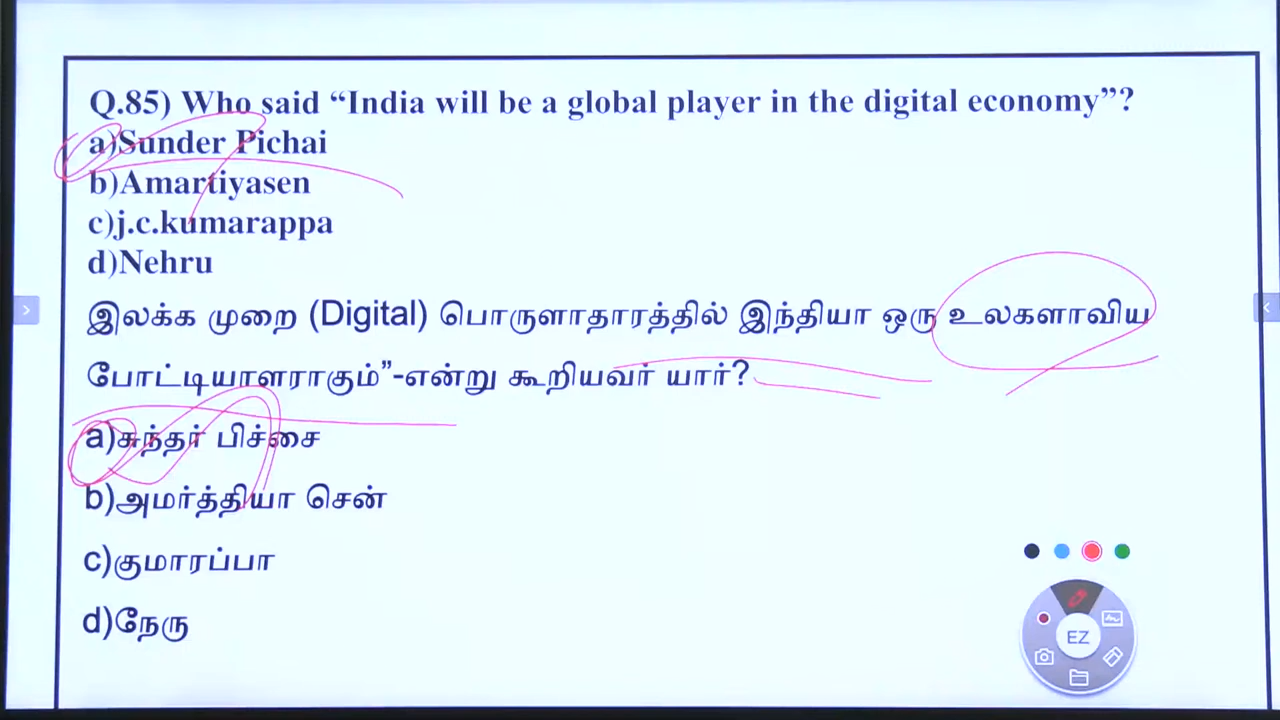 Q.85) Who said “India will be a global player in the digital economy”?
a)Sunder Pichai
b)Amartiyasen
c)j.c.kumarappa
d)Nehru
இலக்க முறை (Digital) பொருளாதாரத்தில் இந்தியா ஒரு உலகளாவிய
போட்டியாளராகும்”-என்று கூறியவர் யார்?
a)சுந்தர் பிச்சை
b)அமர்த்தியா சென்
c)குமாரப்பா
d)நேரு
EZ